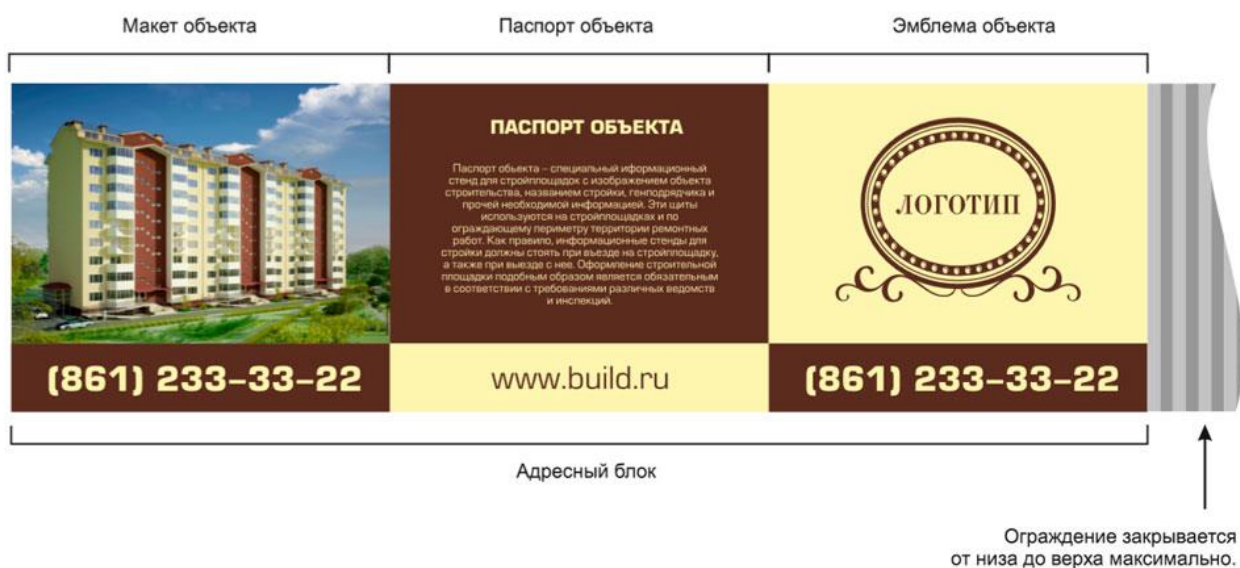 Макет объекта
Паспорт объекта
Эмблема объекта
ПАСПОРТ ОБЪЕКТА
Паспорт объекта – специальный иформационный
стенд для стройплощадок с изображением объекта
строительства, названием стройки, генподрядчика и
прочей необходимой информацией. Эти щиты
используются на стройплощадках и по
ограждающему периметру территории ремонтных
работ. Как правило, информационные стенды для
стройки должны стоять при въезде на стройплощадку,
а также при выезде с нее. Оформление строительной
площадки подобным образом является обязательным
в соответствии с требованиями различных ведомств
и инспекций.
ЛОГОТИП
(861) 233-33-22
www.build.ru
(861) 233-33-22
Адресный блок
Ограждение закрывается
от низа до верха максимально.